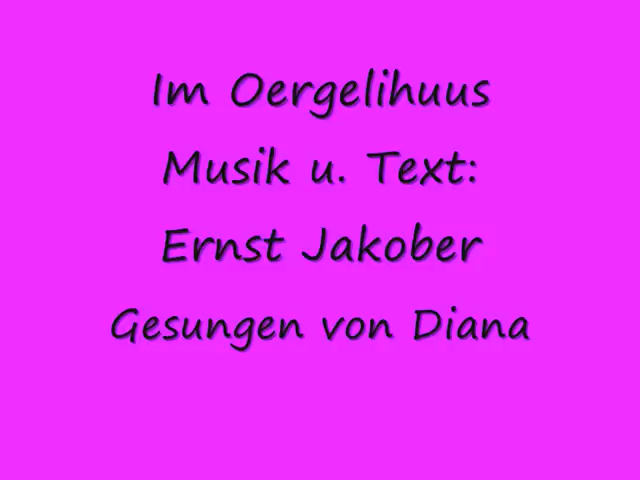 Im Oergelihuus
Musik u. Text:
Ernst Jakober
Gesungen von Diana